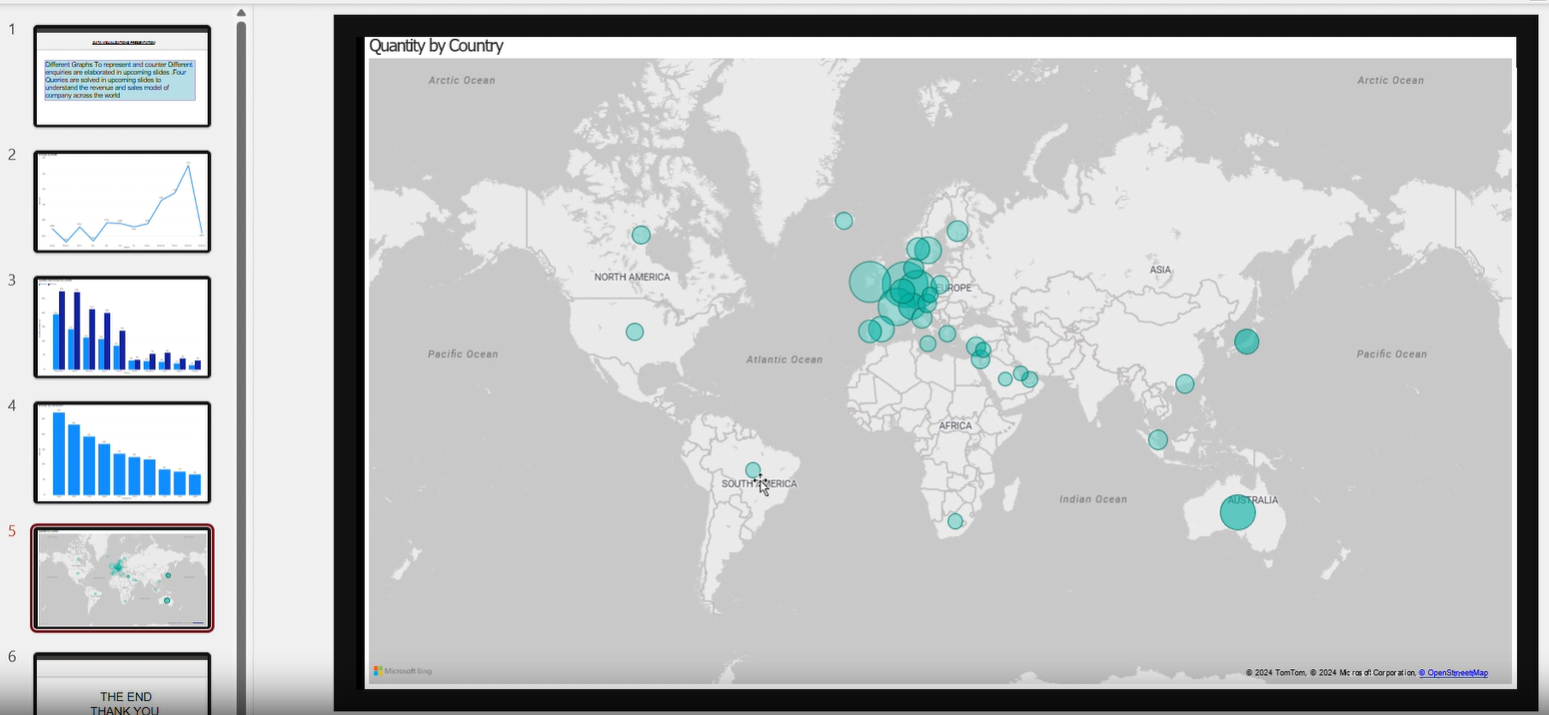 1
DATA VISUALIZATIONS PRESENTATION
Different Graphs To represent and counter Different
enquiries are elaborated in upcoming slides .Four
Queries are solved in upcoming slides to
understand the revenue and sales model of
company across the world
2
3
4
5
6
THE END
THANK YOU
Quantity by Country
Arctic Ocean
Arctic Ocean
NORTH AMERICA
EUROPE
ASIA
Pacific Ocean
Atlantic Ocean
Pacific Ocean
AFRICA
SOUTH AMERICA
Indian Ocean
AUSTRALIA
Microsoft Bing
© 2024 TomTom, © 2024 Microsoft Corporation, © OpenStreetMap